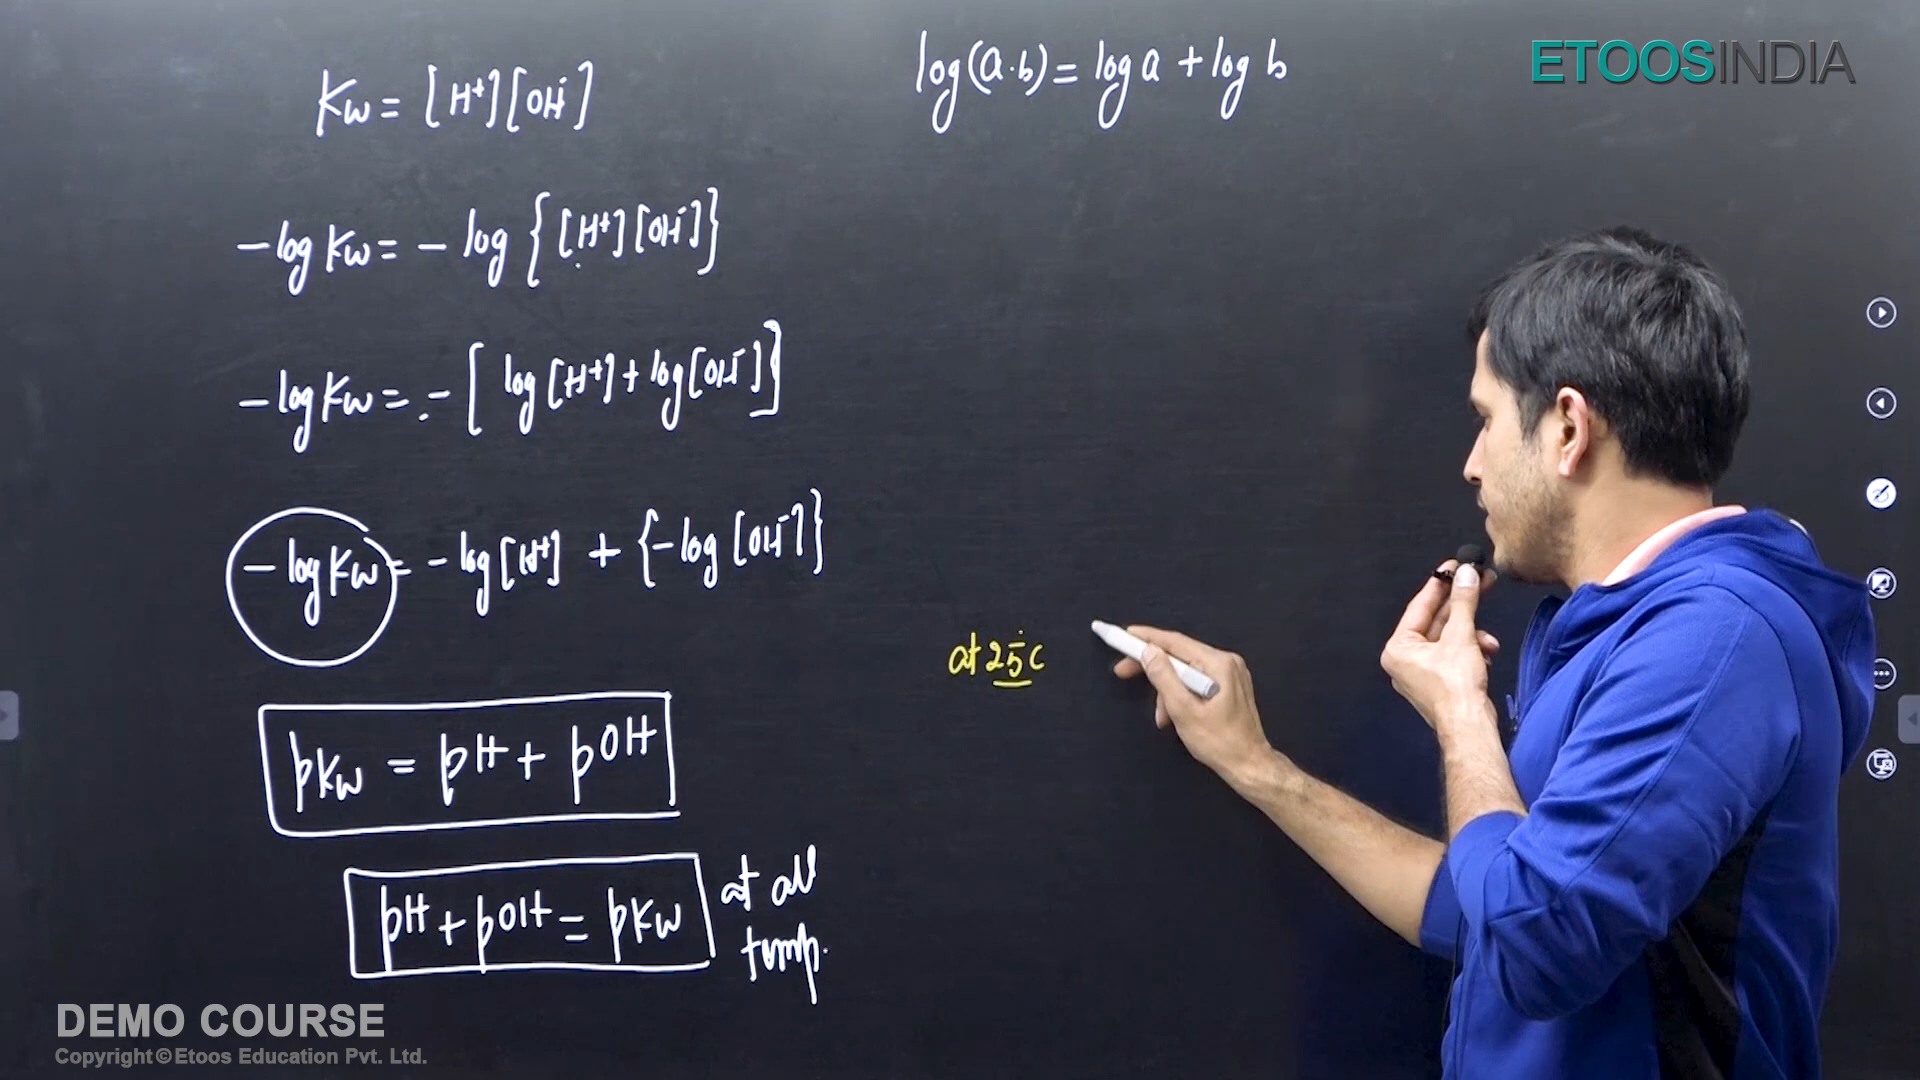 ETOOSINDIA
log(a·b) = log a + log b
Kw = [H⁺][OH⁻]
-log Kw = - log {[H⁺][OH⁻]}
-log Kw = - [ log[H⁺] + log[OH⁻] ]
-log Kw = -log[H⁺] + {-log[OH⁻]}
at 25°C
pKw = pH + pOH
pH + pOH = pKw at all
temp.
DEMO COURSE
Copyright © Etoos Education Pvt. Ltd.